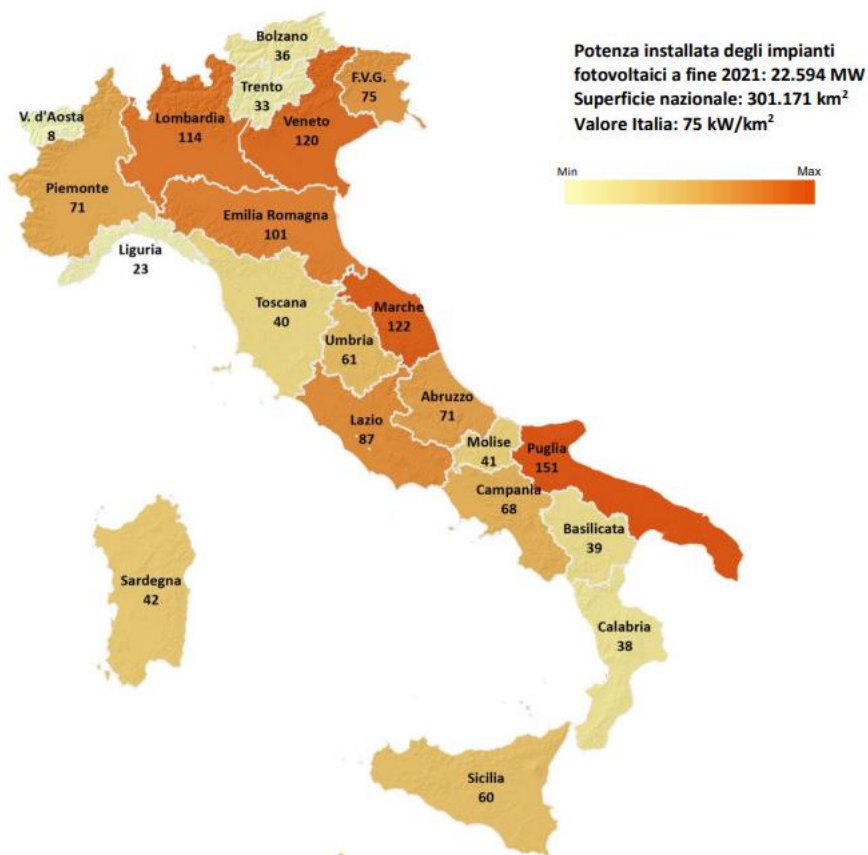 Bolzano
36
Potenza installata degli impianti
fotovoltaici a fine 2021: 22.594 MW
Superficie nazionale: 301.171 km²
Valore Italia: 75 kW/km²
Min
Max
F.V.G.
75
Trento
33
V. d'Aosta
8
Lombardia
114
Veneto
120
Piemonte
71
Emilia Romagna
101
Liguria
23
Toscana
40
Marche
122
Umbria
61
Abruzzo
71
Lazio
87
Molise
41
Puglia
151
Campania
68
Basilicata
39
Sardegna
42
Calabria
38
Sicilia
60